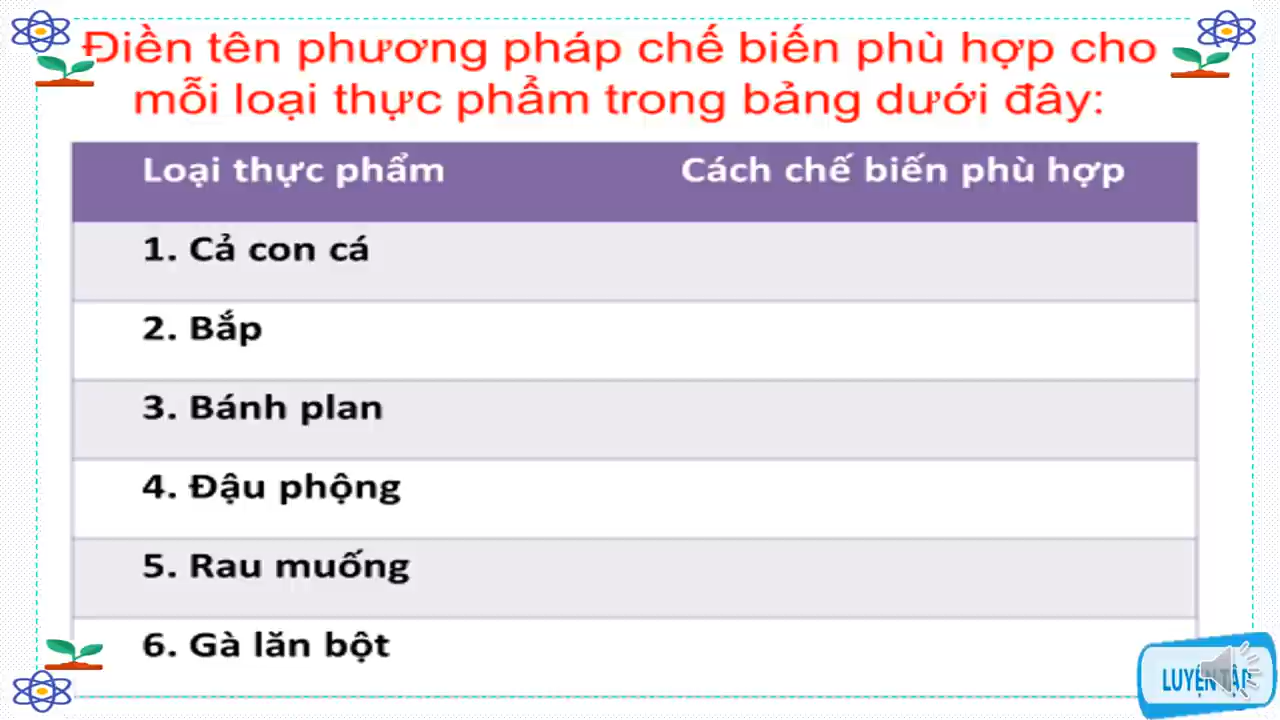 Điền tên phương pháp chế biến phù hợp cho
mỗi loại thực phẩm trong bảng dưới đây:
Loại thực phẩm Cách chế biến phù hợp
1. Cả con cá
2. Bắp
3. Bánh plan
4. Đậu phộng
5. Rau muống
6. Gà lăn bột
LUYỆN TẬP